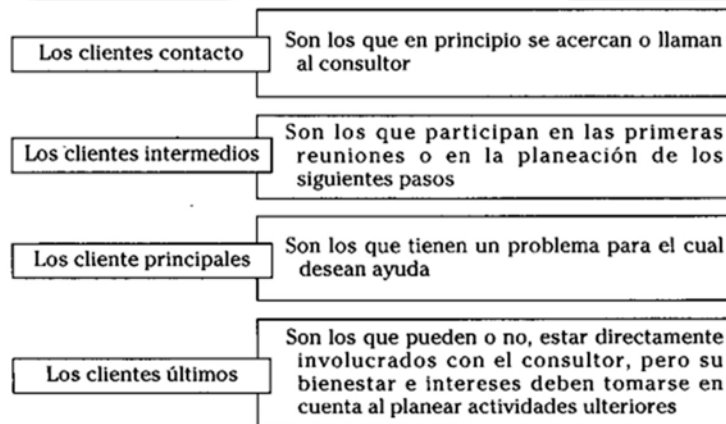 Los clientes contacto
Son los que en principio se acercan o llaman
al consultor
Los clientes intermedios
Son los que participan en las primeras
reuniones o en la planeación de los
siguientes pasos
Los cliente principales
Son los que tienen un problema para el cual
desean ayuda
Los clientes últimos
Son los que pueden o no, estar directamente
involucrados con el consultor, pero su
bienestar e intereses deben tomarse en
cuenta al planear actividades ulteriores